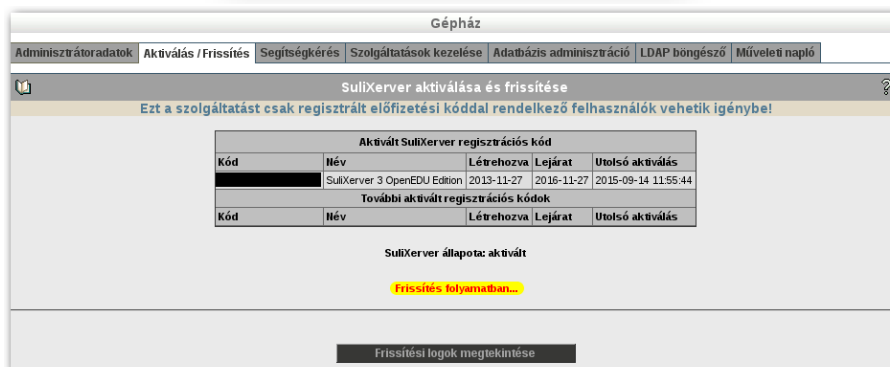 Gépház
Adminisztrátoradatok Aktiválás / Frissítés Segítségkérés Szolgáltatások kezelése Adatbázis adminisztráció LDAP böngésző Műveleti napló
SuliXerver aktiválása és frissítése
Ezt a szolgáltatást csak regisztrált előfizetési kóddal rendelkező felhasználók vehetik igénybe!
Aktivált SuliXerver regisztrációs kód
Kód Név Létrehozva Lejárat Utolsó aktiválás
SuliXerver 3 OpenEDU Edition 2013-11-27 2016-11-27 2015-09-14 11:55:44
További aktivált regisztrációs kódok
Kód Név Létrehozva Lejárat Utolsó aktiválás
SuliXerver állapota: aktivált
Frissítés folyamatban...
Frissítési logok megtekintése